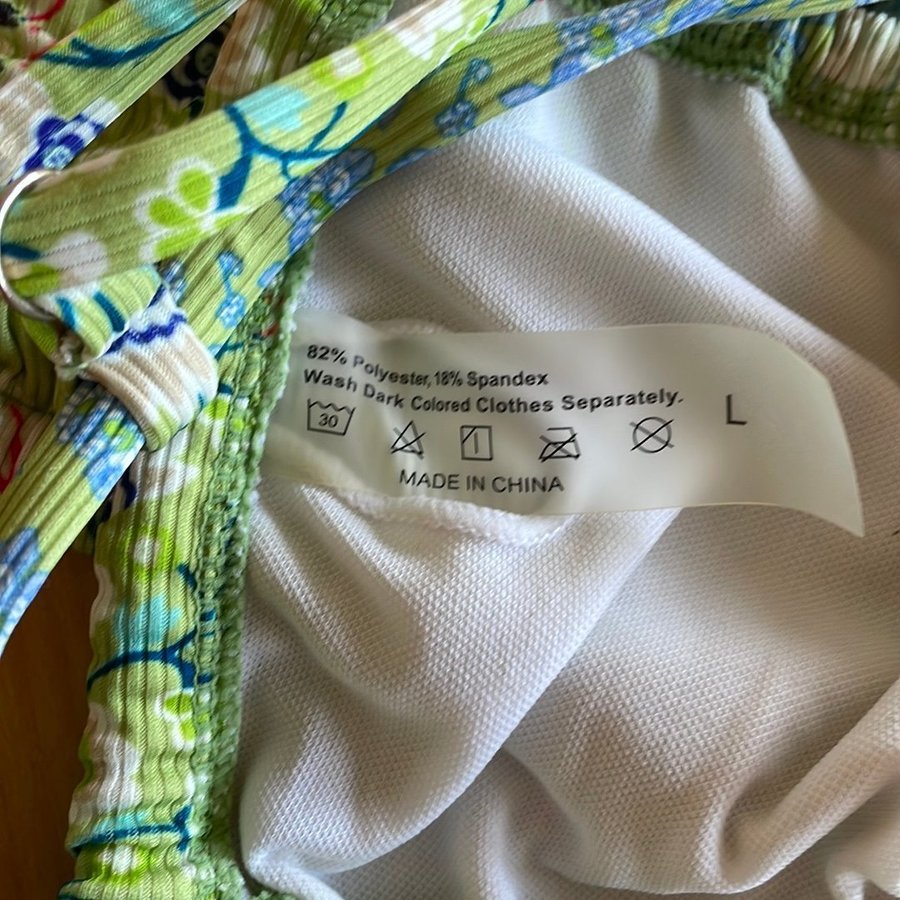 82% Polyester, 18% Spandex
Wash Dark Colored Clothes Separately.
L
30
MADE IN CHINA